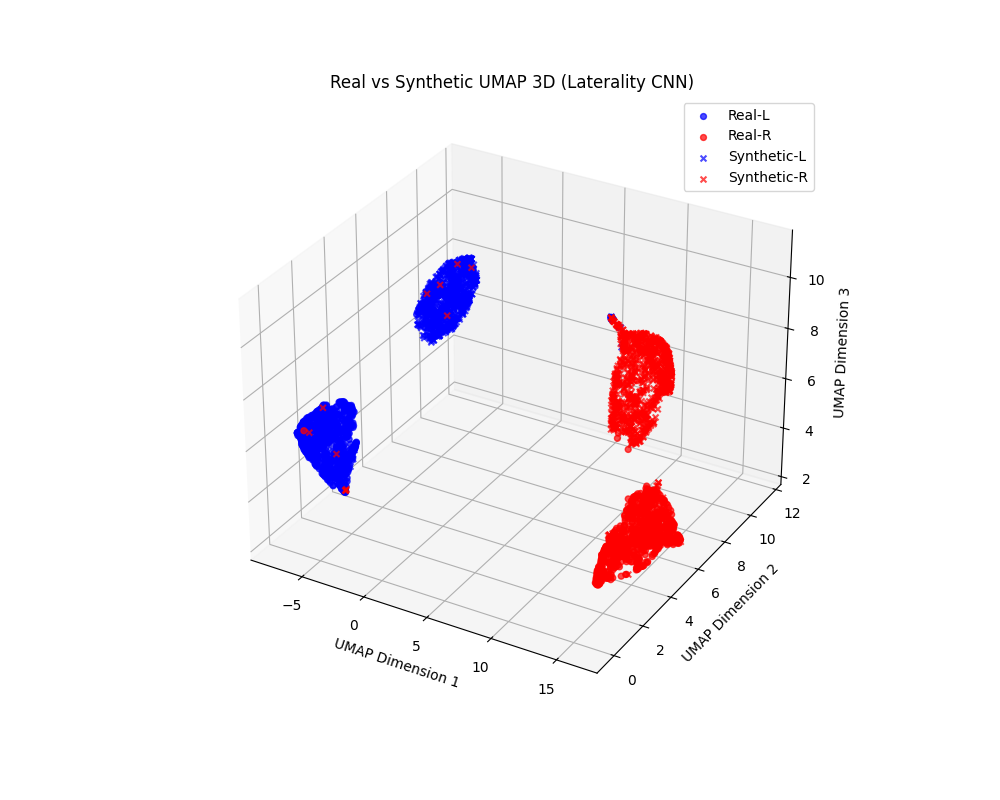 Real vs Synthetic UMAP 3D (Laterality CNN)
Real-L
Real-R
Synthetic-L
Synthetic-R
10
8
6
4
2
UMAP Dimension 3
12
10
8
6
4
2
0
UMAP Dimension 2
−5
0
5
10
15
UMAP Dimension 1